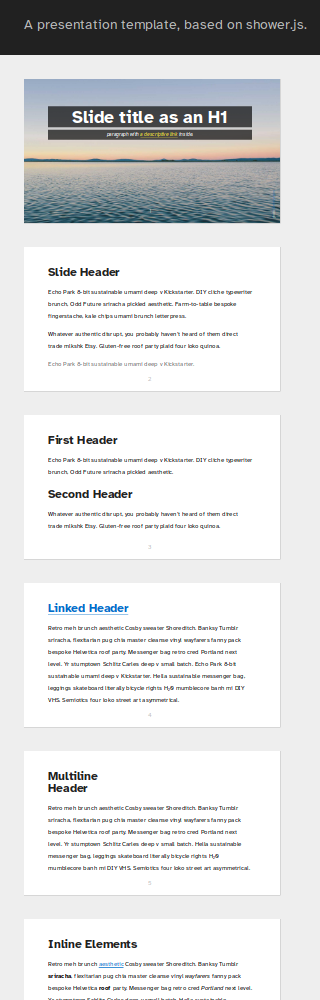 A presentation template, based on shower.js.
Slide title as an H1
paragraph with a descriptive link inside.
Slide Header
Echo Park 8-bit sustainable umami deep v Kickstarter. DIY cliche typewriter
brunch. Odd Future sriracha pickled aesthetic. Farm-to-table bespoke
fingerstache, kale chips umami brunch letterpress.
Whatever authentic disrupt, you probably haven't heard of them direct
trade mlkshk Etsy. Gluten-free roof party plaid four loko quinoa.
Echo Park 8-bit sustainable umami deep v Kickstarter.
2
First Header
Echo Park 8-bit sustainable umami deep v Kickstarter. DIY cliche typewriter
brunch. Odd Future sriracha pickled aesthetic.
Second Header
Whatever authentic disrupt, you probably haven't heard of them direct
trade mlkshk Etsy. Gluten-free roof party plaid four loko quinoa.
3
Linked Header
Retro meh brunch aesthetic Cosby sweater Shoreditch. Banksy Tumblr
sriracha, flexitarian pug chia master cleanse vinyl wayfarers fanny pack
bespoke Helvetica roof party. Messenger bag retro cred Portland next
level. Yr stumptown Schlitz Carles deep v small batch. Echo Park 8-bit
sustainable umami deep v Kickstarter. Hella sustainable messenger bag,
leggings skateboard literally bicycle rights H₂0 mumblecore banh mi DIY
VHS. Semiotics four loko street art asymmetrical.
4
Multiline
Header
Retro meh brunch aesthetic Cosby sweater Shoreditch. Banksy Tumblr
sriracha, flexitarian pug chia master cleanse vinyl wayfarers fanny pack
bespoke Helvetica roof party. Messenger bag retro cred Portland next
level. Yr stumptown Schlitz Carles deep v small batch. Hella sustainable
messenger bag, leggings skateboard literally bicycle rights H₂0
mumblecore banh mi DIY VHS. Semiotics four loko street art asymmetrical.
5
Inline Elements
Retro meh brunch aesthetic Cosby sweater Shoreditch. Banksy Tumblr
sriracha, flexitarian pug chia master cleanse vinyl wayfarers fanny pack
bespoke Helvetica roof party. Messenger bag retro cred Portland next level.